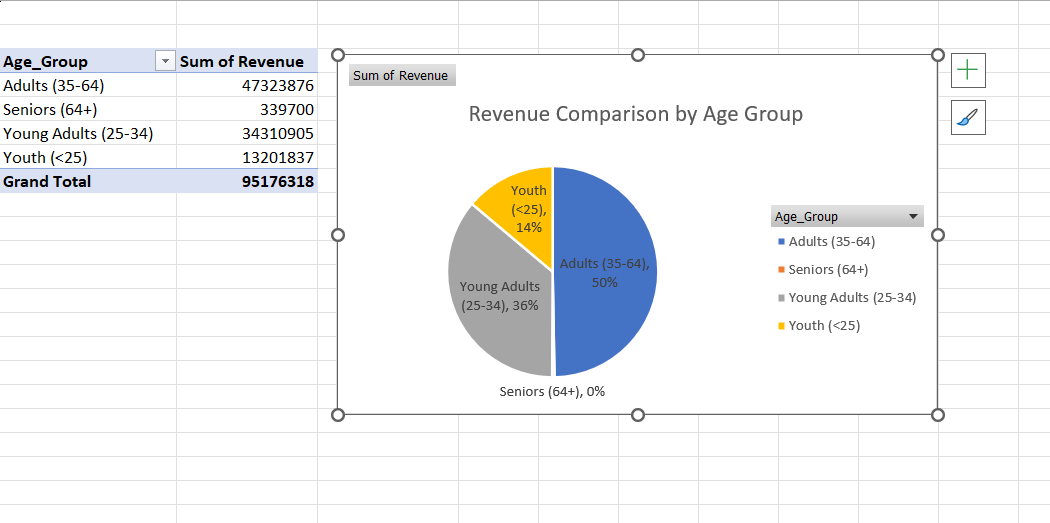 Age_Group Sum of Revenue
Adults (35-64) 47323876
Seniors (64+) 339700
Young Adults (25-34) 34310905
Youth (<25) 13201837
Grand Total 95176318
Sum of Revenue
Revenue Comparison by Age Group
Youth
(<25),
14%
Adults (35-64),
50%
Young Adults
(25-34), 36%
Seniors (64+), 0%
Age_Group
Adults (35-64)
Seniors (64+)
Young Adults (25-34)
Youth (<25)